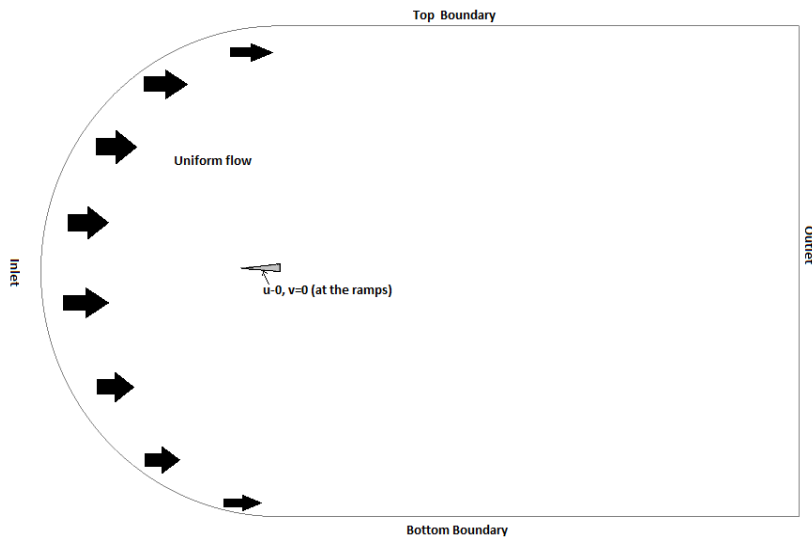 Top Boundary
Uniform flow
Inlet
Outlet
u-0, v=0 (at the ramps)
Bottom Boundary